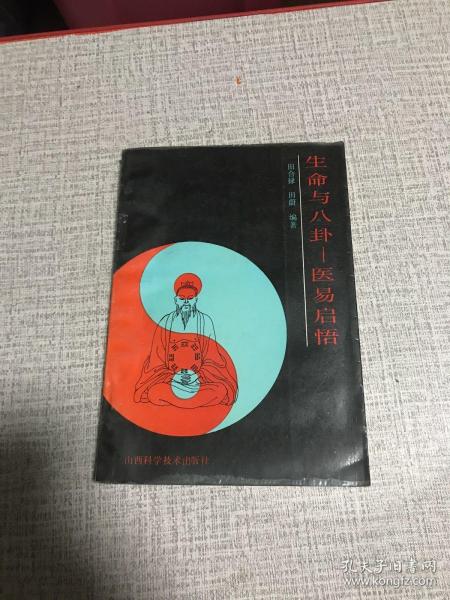 生命与八卦—医易启悟
田合禄 田蔚 编著
山西科学技术出版社
孔夫子旧书网
www.kongfz.com